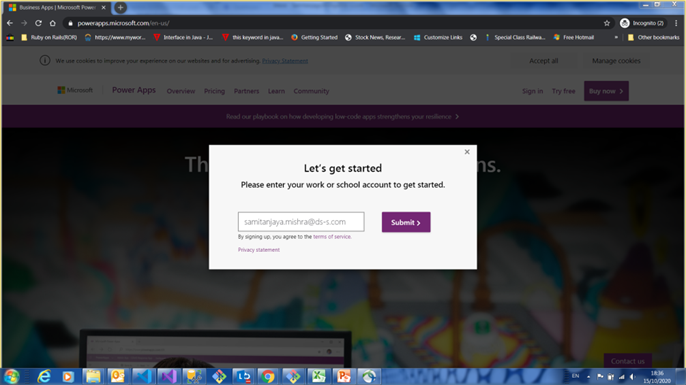 Business Apps | Microsoft Power
powerapps.microsoft.com/en-us/
Incognito (2)
Ruby on Rails(ROR)
https://www.mywor...
Interface in Java - J...
this keyword in java...
Getting Started
Stock News, Resear...
Customize Links
Special Class Railwa...
Free Hotmail
»
Other bookmarks
We use cookies to improve your experience on our websites and for advertising. Privacy Statement
Accept all
Manage cookies
Microsoft
Power Apps
Overview
Pricing
Partners
Learn
Community
Sign in
Try free
Buy now >
Read our playbook on how developing low-code apps strengthens your resilience >
Th
ns.
Let's get started
Please enter your work or school account to get started.
samitanjaya.mishra@ds-s.com
Submit >
By signing up, you agree to the terms of service.
Privacy statement
Contact us
EN
18:36
15/10/2020